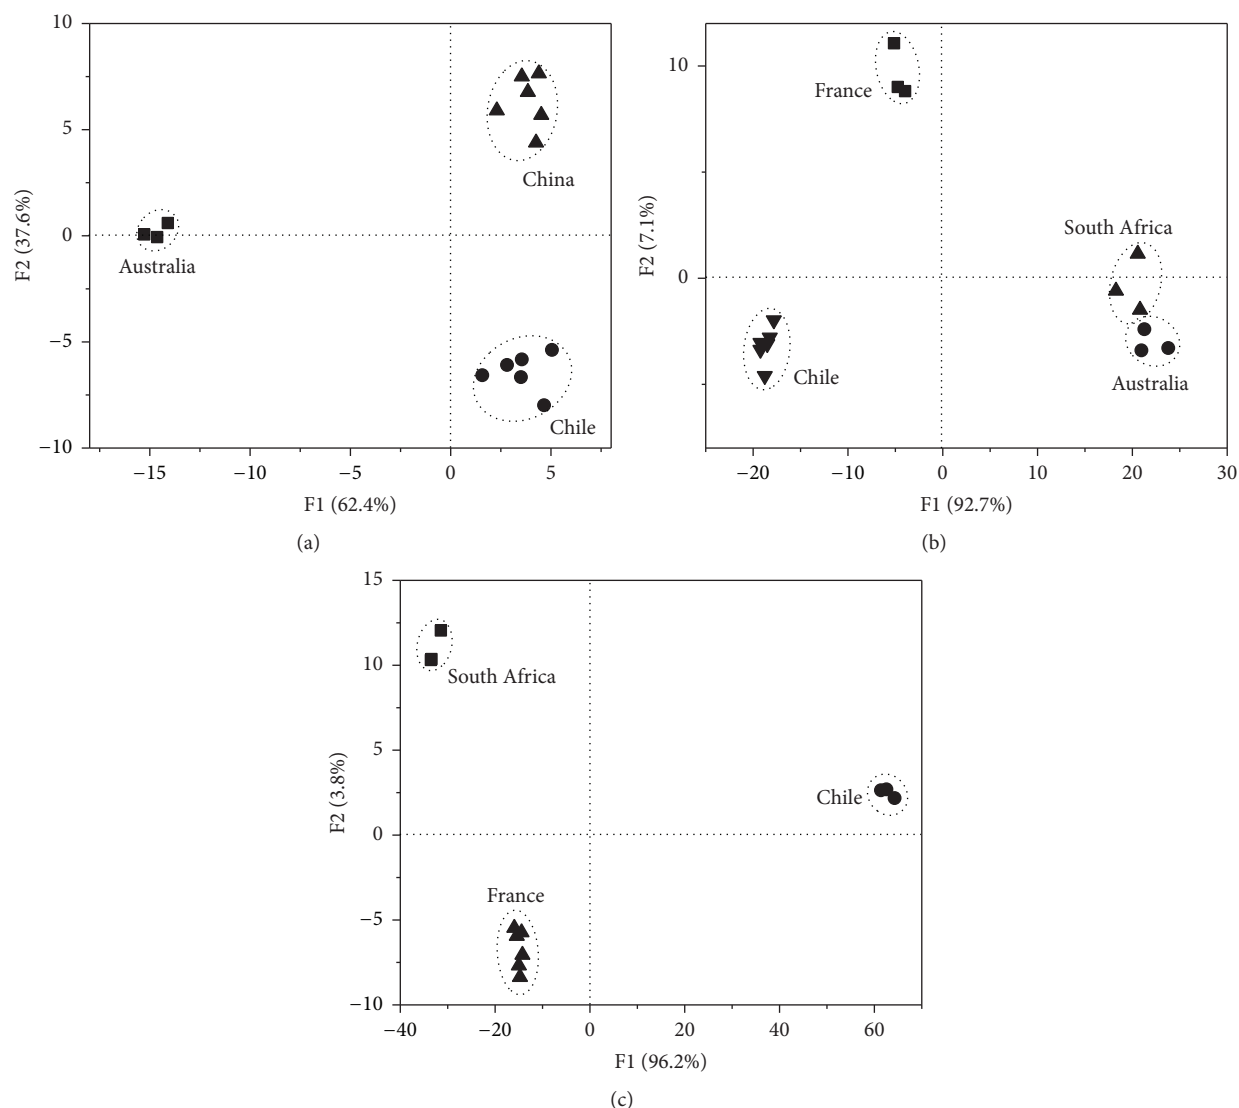 10
5
0
−5
−10
F2 (37.6%)
China
Australia
Chile
−15
−10
−5
0
5
F1 (62.4%)
(a)
10
0
F2 (7.1%)
France
South Africa
Chile
Australia
−20
−10
0
10
20
30
F1 (92.7%)
(b)
15
10
5
0
−5
−10
F2 (3.8%)
South Africa
Chile
France
−40
−20
0
20
40
60
F1 (96.2%)
(c)